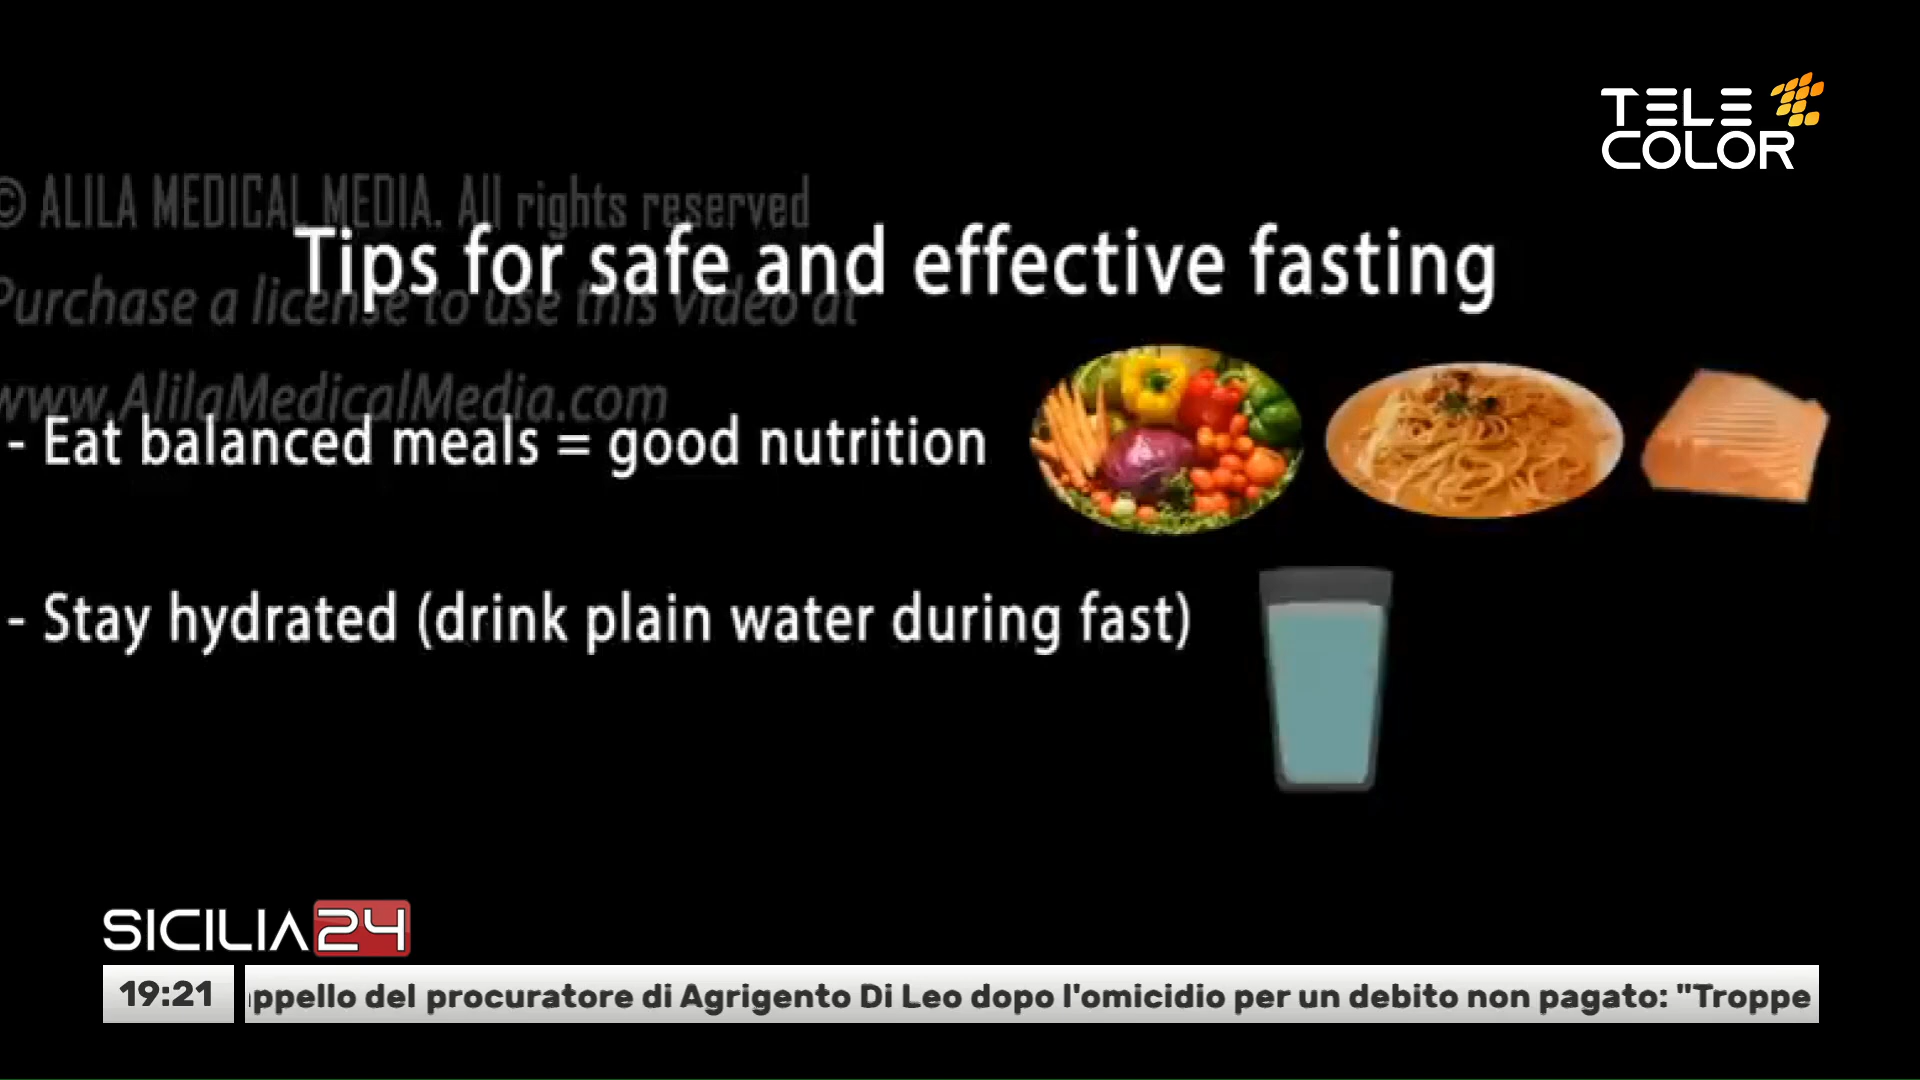 TELE
COLOR
© ALILA MEDICAL MEDIA. All rights reserved
Tips for safe and effective fasting
Purchase a license to use this video at
www.AlilaMedicalMedia.com
- Eat balanced meals = good nutrition
- Stay hydrated (drink plain water during fast)
SICILIA24
19:21
ppello del procuratore di Agrigento Di Leo dopo l'omicidio per un debito non pagato: "Troppe